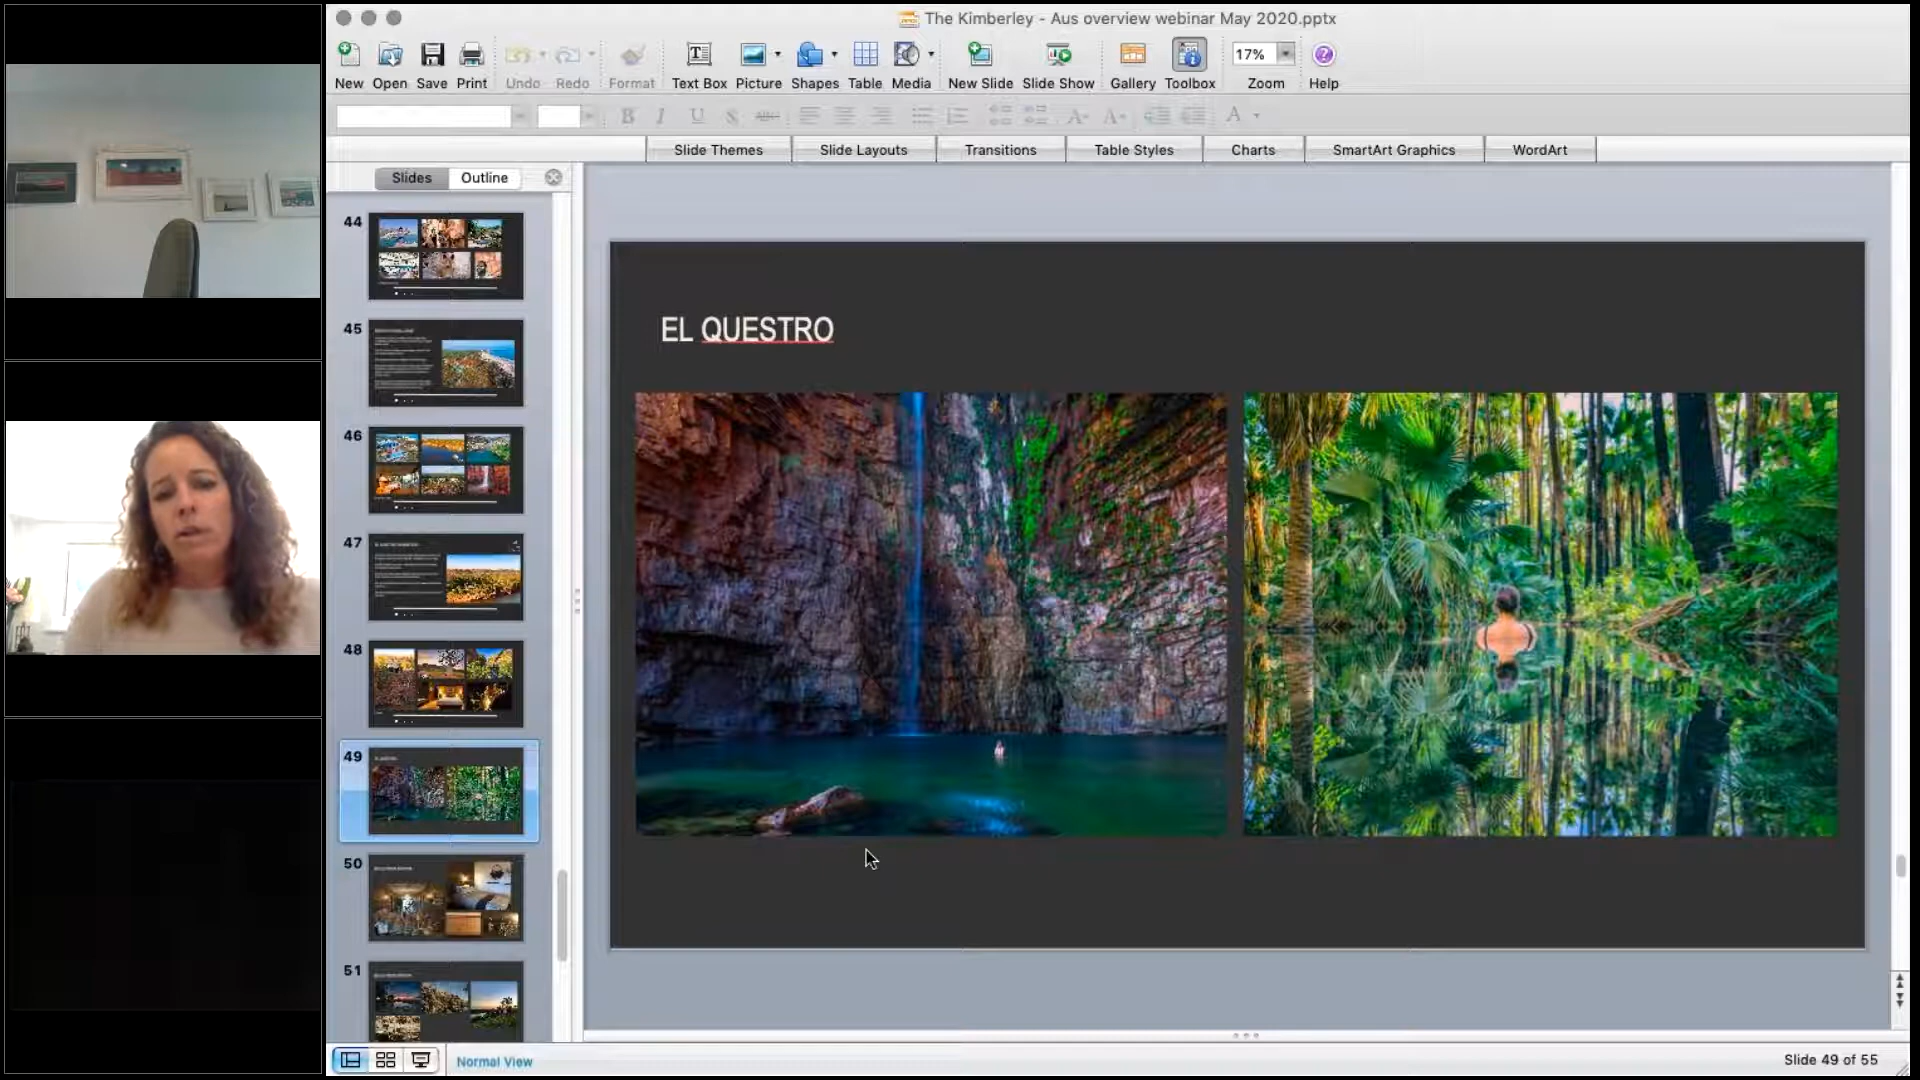 The Kimberley - Aus overview webinar May 2020.pptx
New Open Save Print Undo Redo Format Text Box Picture Shapes Table Media New Slide Slide Show Gallery Toolbox 17% Zoom Help
B I U S ABC A A A
Slide Themes Slide Layouts Transitions Table Styles Charts SmartArt Graphics WordArt
Slides Outline
44
45
46
47
48
49
50
51
EL QUESTRO
Normal View
Slide 49 of 55